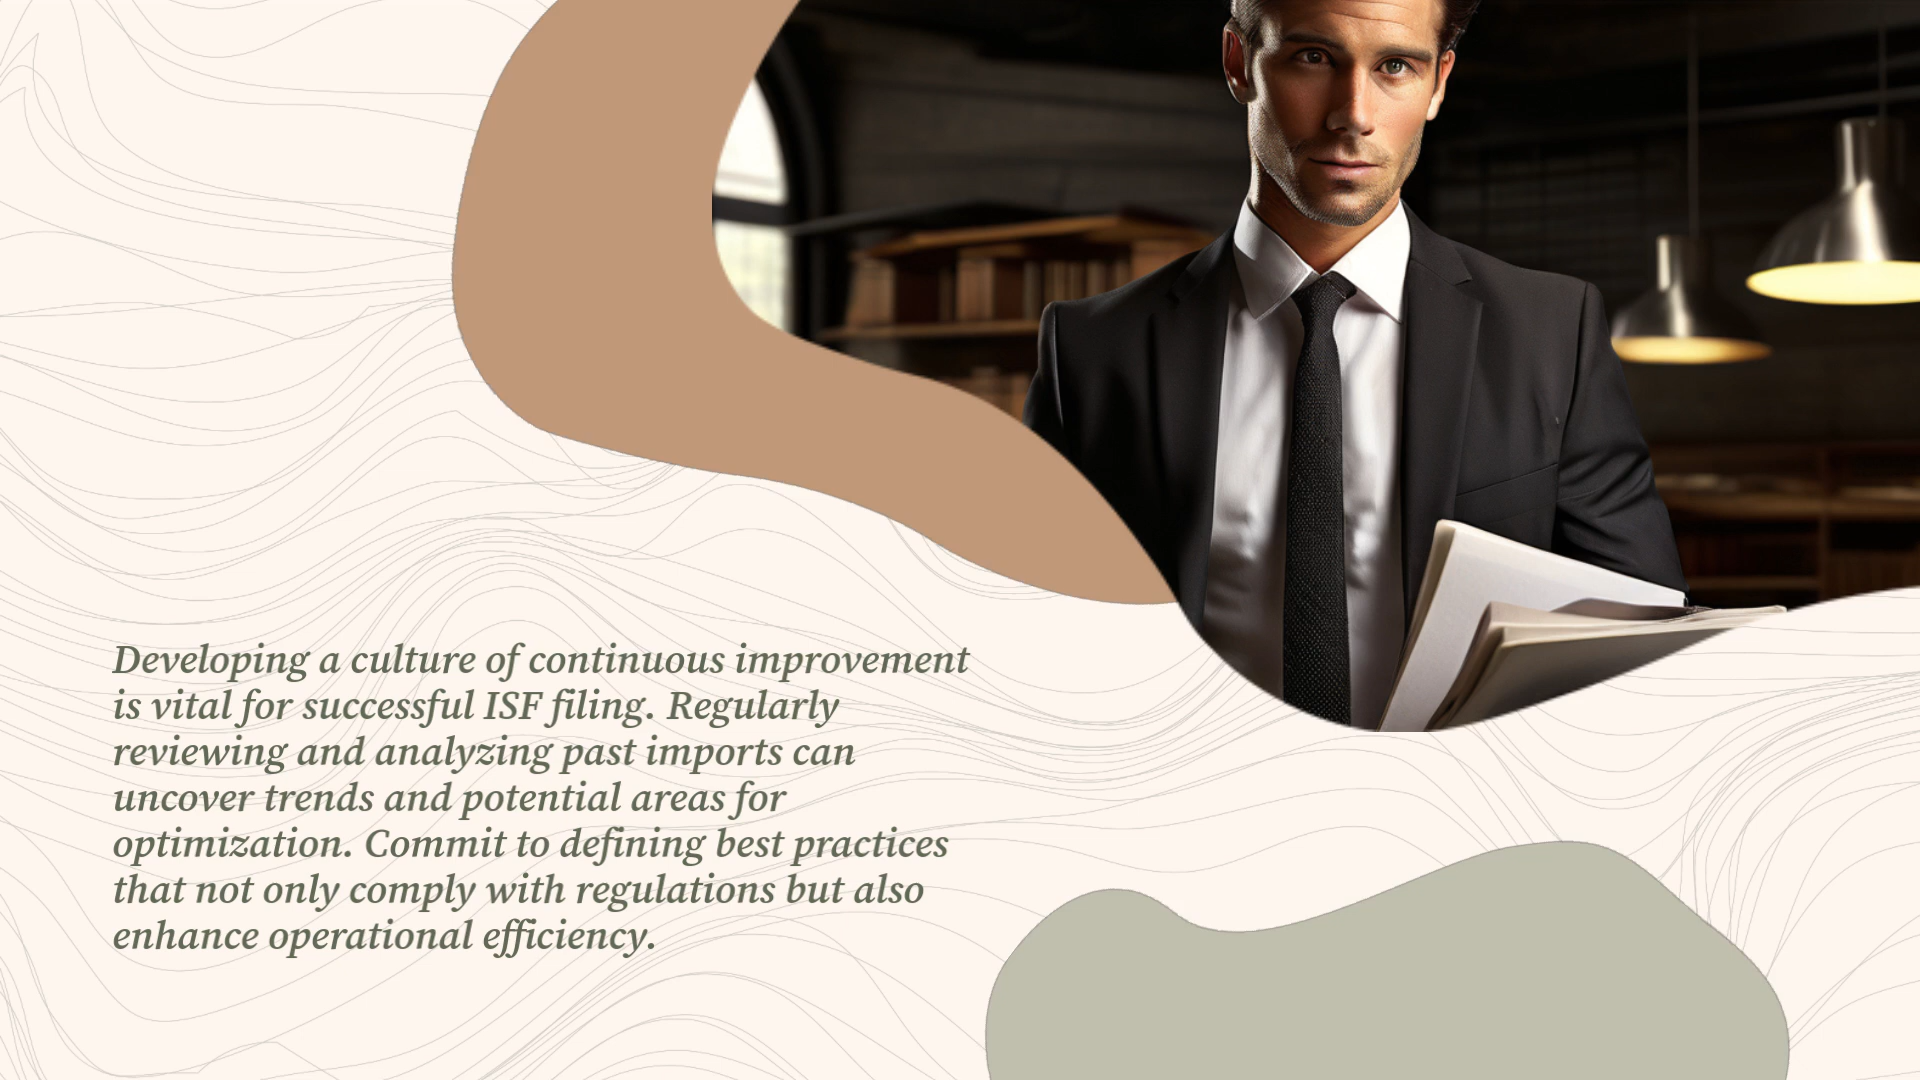 Developing a culture of continuous improvement
is vital for successful ISF filing. Regularly
reviewing and analyzing past imports can
uncover trends and potential areas for
optimization. Commit to defining best practices
that not only comply with regulations but also
enhance operational efficiency.